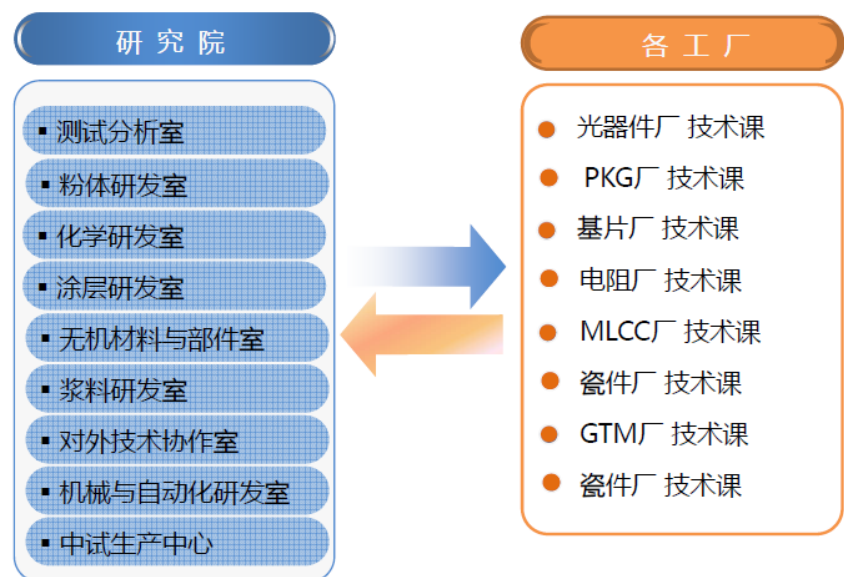 研究院
▪ 测试分析室
▪ 粉体研发室
▪ 化学研发室
▪ 涂层研发室
▪ 无机材料与部件室
▪ 浆料研发室
▪ 对外技术协作室
▪ 机械与自动化研发室
▪ 中试生产中心
各工厂
光器件厂 技术课
PKG厂 技术课
基片厂 技术课
电阻厂 技术课
MLCC厂 技术课
瓷件厂 技术课
GTM厂 技术课
瓷件厂 技术课